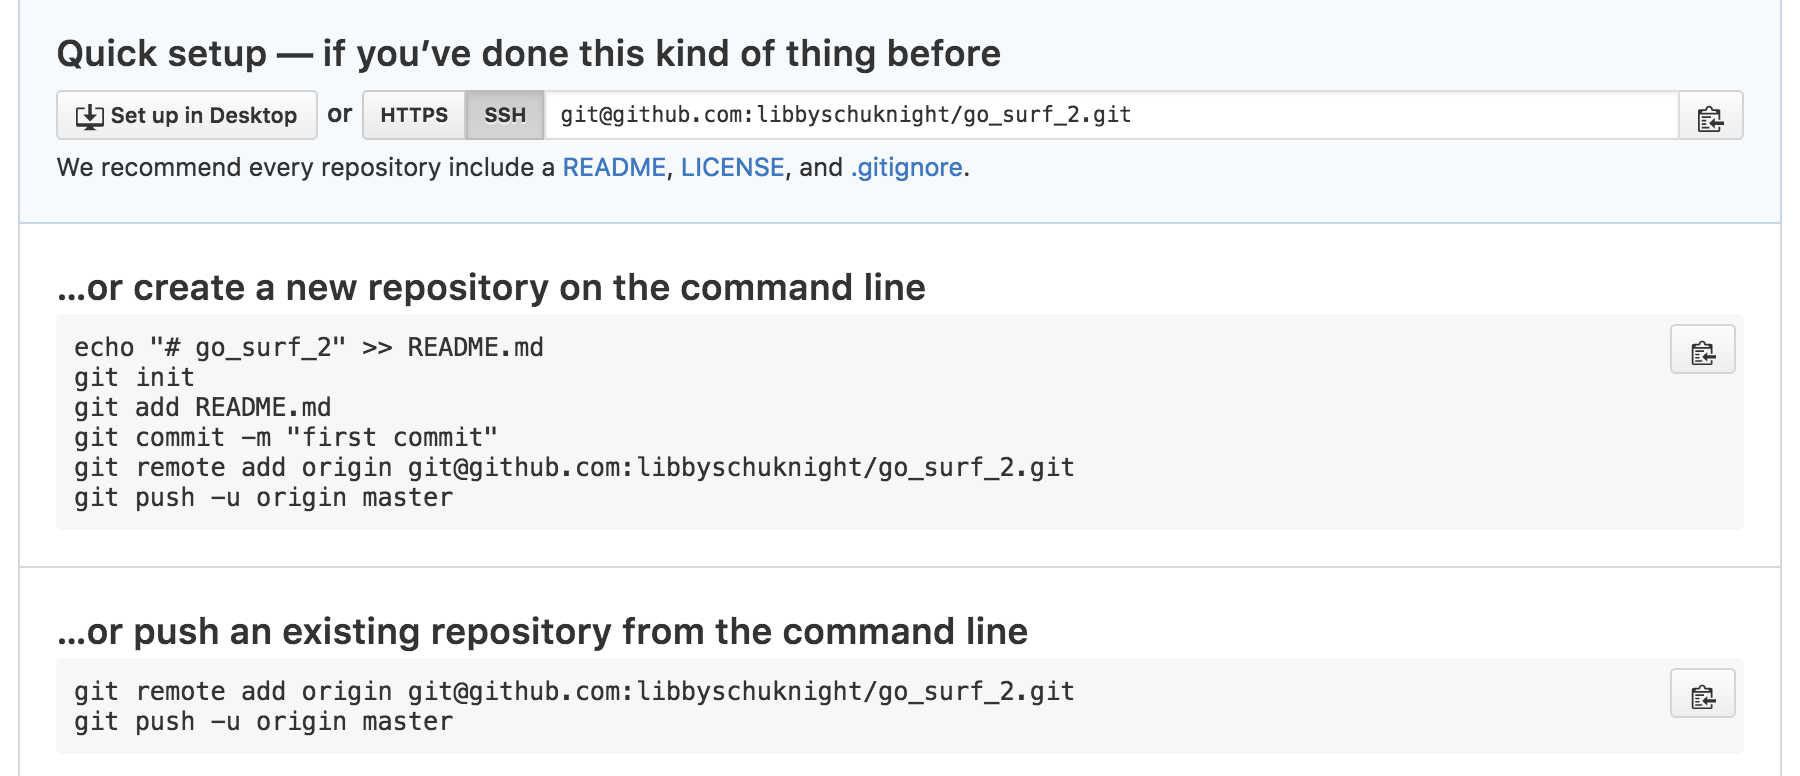 Quick setup — if you’ve done this kind of thing before
Set up in Desktop or HTTPS SSH git@github.com:libbyschuknight/go_surf_2.git
We recommend every repository include a README, LICENSE, and .gitignore.
…or create a new repository on the command line
echo "# go_surf_2" >> README.md
git init
git add README.md
git commit -m "first commit"
git remote add origin git@github.com:libbyschuknight/go_surf_2.git
git push -u origin master
…or push an existing repository from the command line
git remote add origin git@github.com:libbyschuknight/go_surf_2.git
git push -u origin master